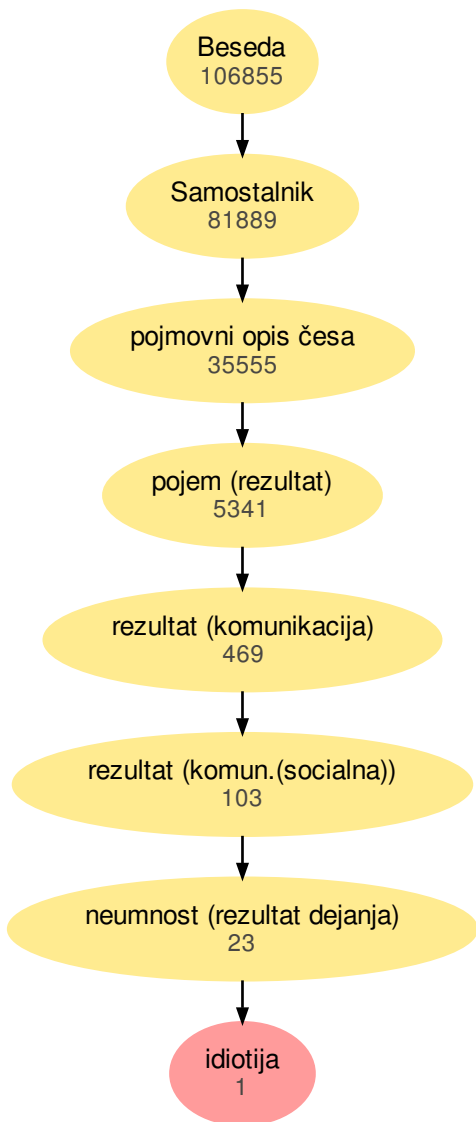 Beseda
106855
Samostalnik
81889
pojmovni opis česa
35555
pojem (rezultat)
5341
rezultat (komunikacija)
469
rezultat (komun.(socialna))
103
neumnost (rezultat dejanja)
23
idiotija
1